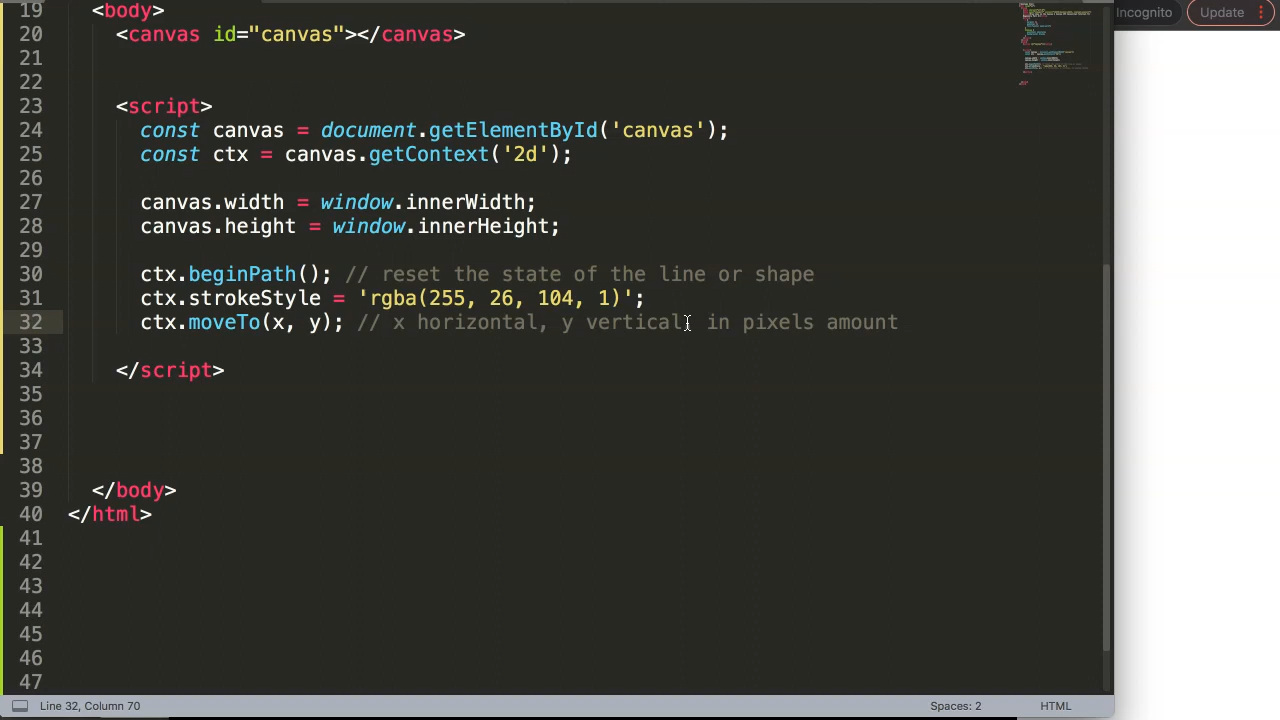 Incognito
Update
19 <body>
20 <canvas id="canvas"></canvas>
21
22
23 <script>
24 const canvas = document.getElementById('canvas');
25 const ctx = canvas.getContext('2d');
26
27 canvas.width = window.innerWidth;
28 canvas.height = window.innerHeight;
29
30 ctx.beginPath(); // reset the state of the line or shape
31 ctx.strokeStyle = 'rgba(255, 26, 104, 1)';
32 ctx.moveTo(x, y); // x horizontal, y vertical in pixels amount
33
34 </script>
35
36
37
38
39 </body>
40 </html>
41
42
43
44
45
46
47
Line 32, Column 70
Spaces: 2
HTML